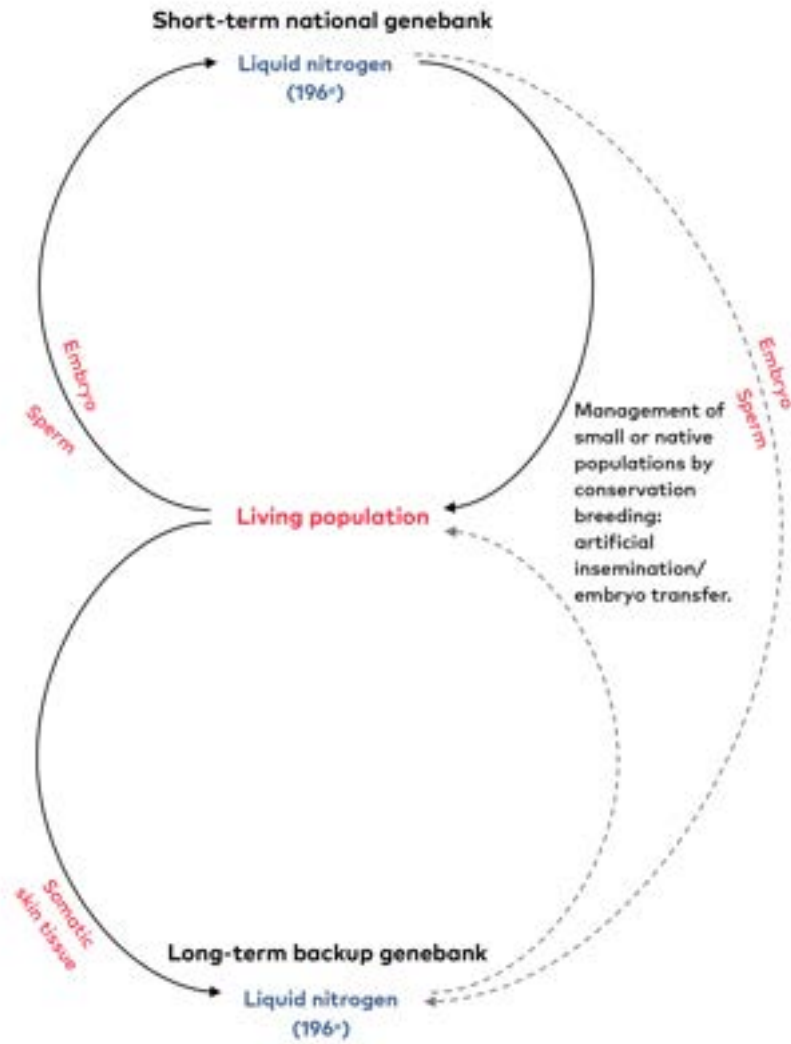 Short-term national genebank
Liquid nitrogen
(196°)
Embryo
Sperm
Embryo
Sperm
Management of
small or native
populations by
conservation
breeding:
artificial
insemination/
embryo transfer.
Living population
Somatic
skin tissue
Long-term backup genebank
Liquid nitrogen
(196°)